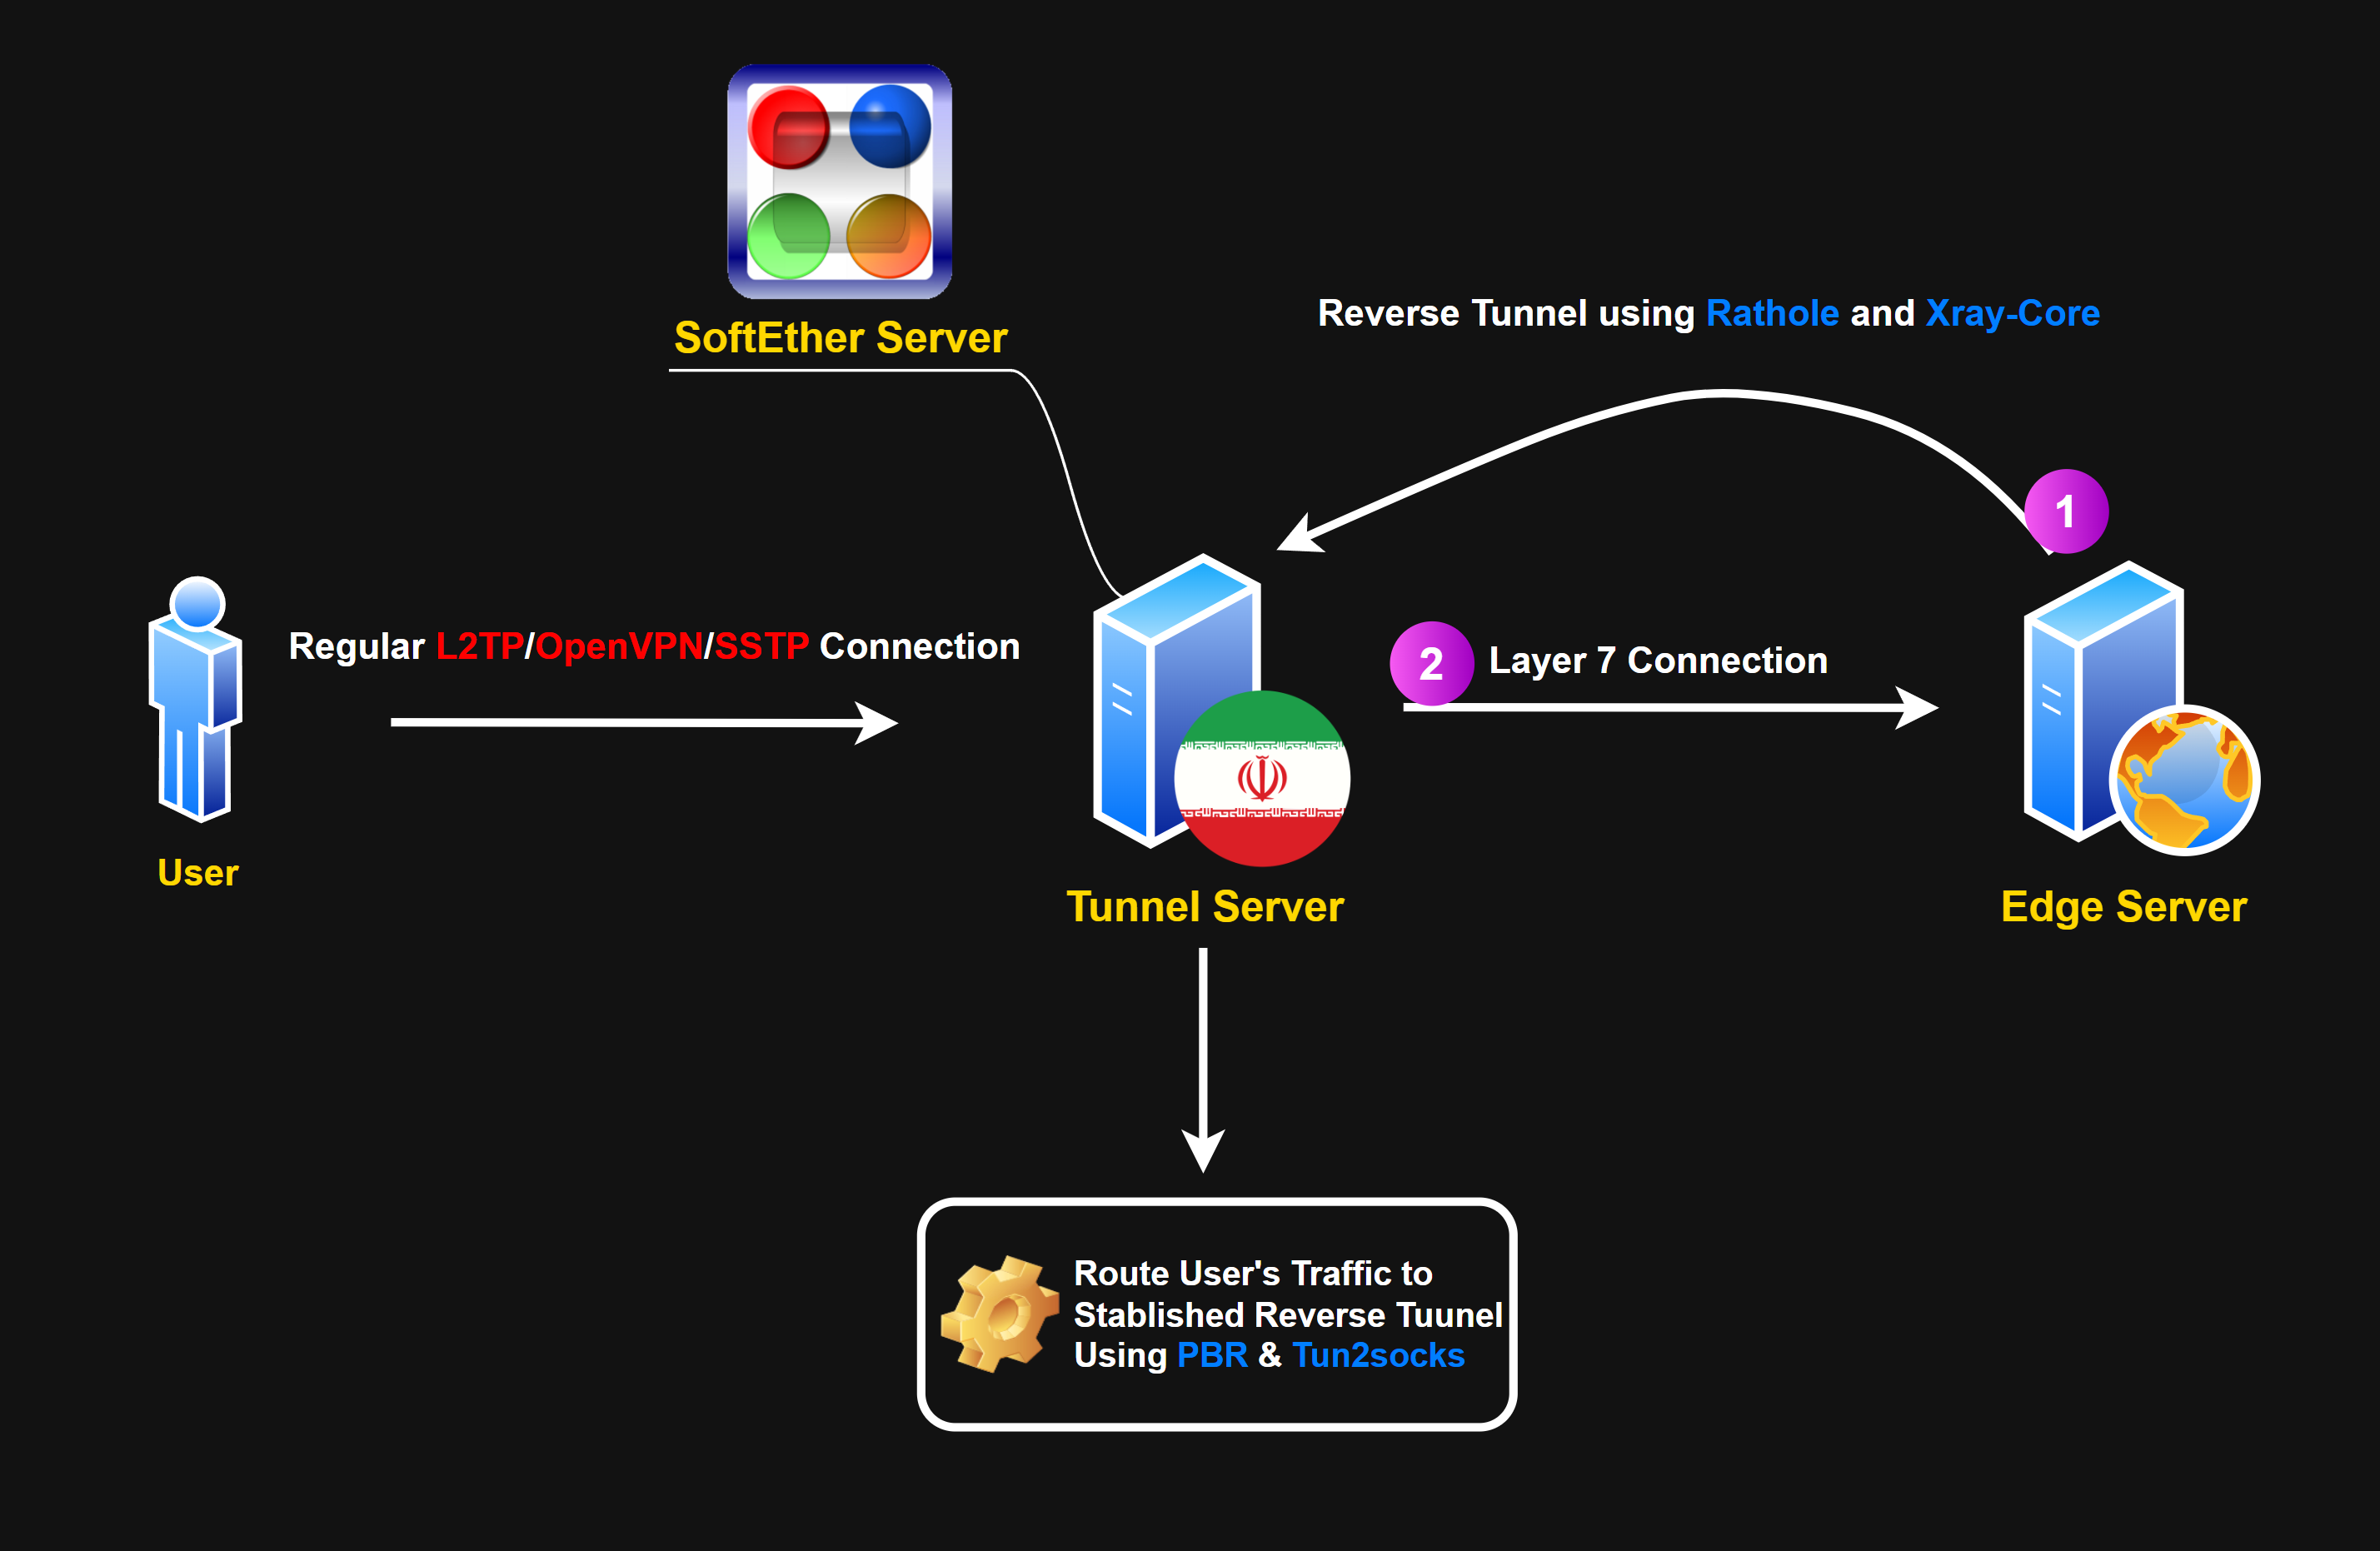 SoftEther Server
Reverse Tunnel using Rathole and Xray-Core
1
Regular L2TP/OpenVPN/SSTP Connection
2
Layer 7 Connection
User
Tunnel Server
Edge Server
Route User's Traffic to
Stablished Reverse Tuunel
Using PBR & Tun2socks